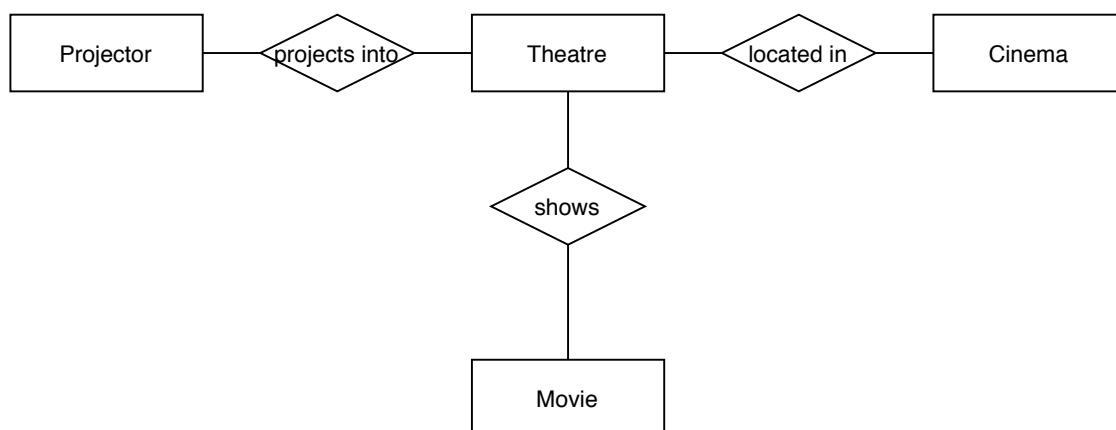 Projector
projects into
Theatre
located in
Cinema
shows
Movie